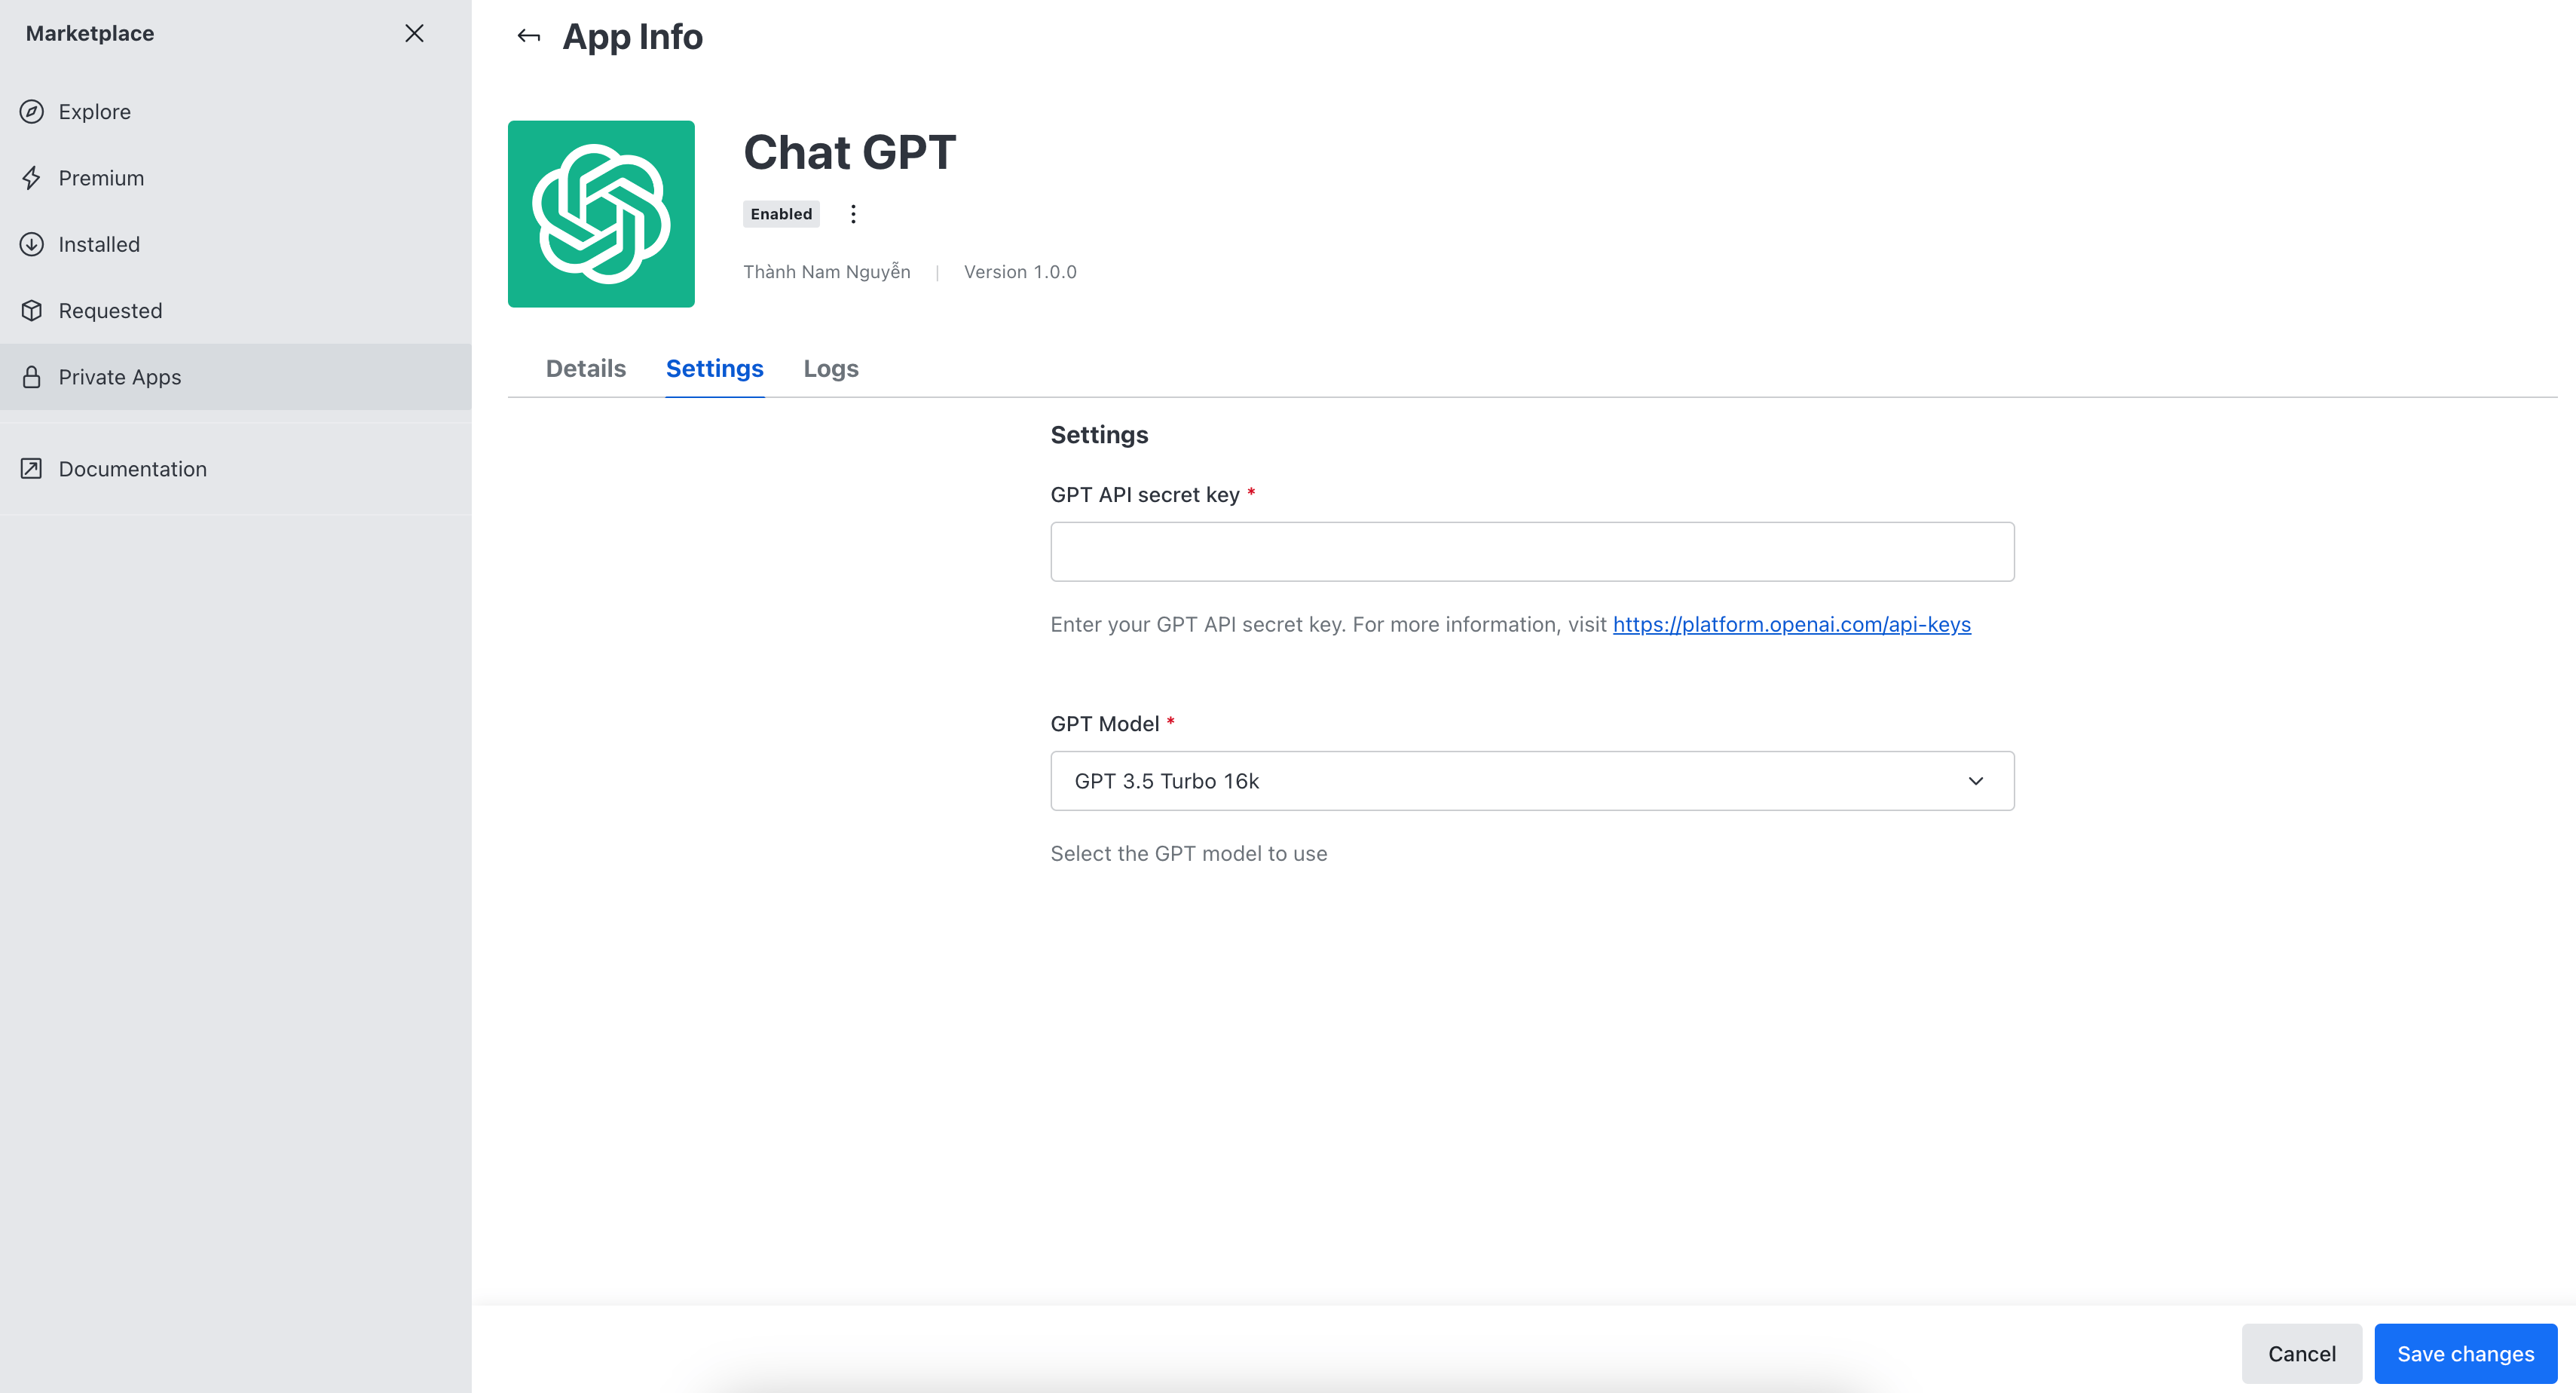 Marketplace
Explore
Premium
Installed
Requested
Private Apps
Documentation
App Info
Chat GPT
Enabled
Thành Nam Nguyễn | Version 1.0.0
Details Settings Logs
Settings
GPT API secret key *
Enter your GPT API secret key. For more information, visit https://platform.openai.com/api-keys
GPT Model *
GPT 3.5 Turbo 16k
Select the GPT model to use
Cancel Save changes